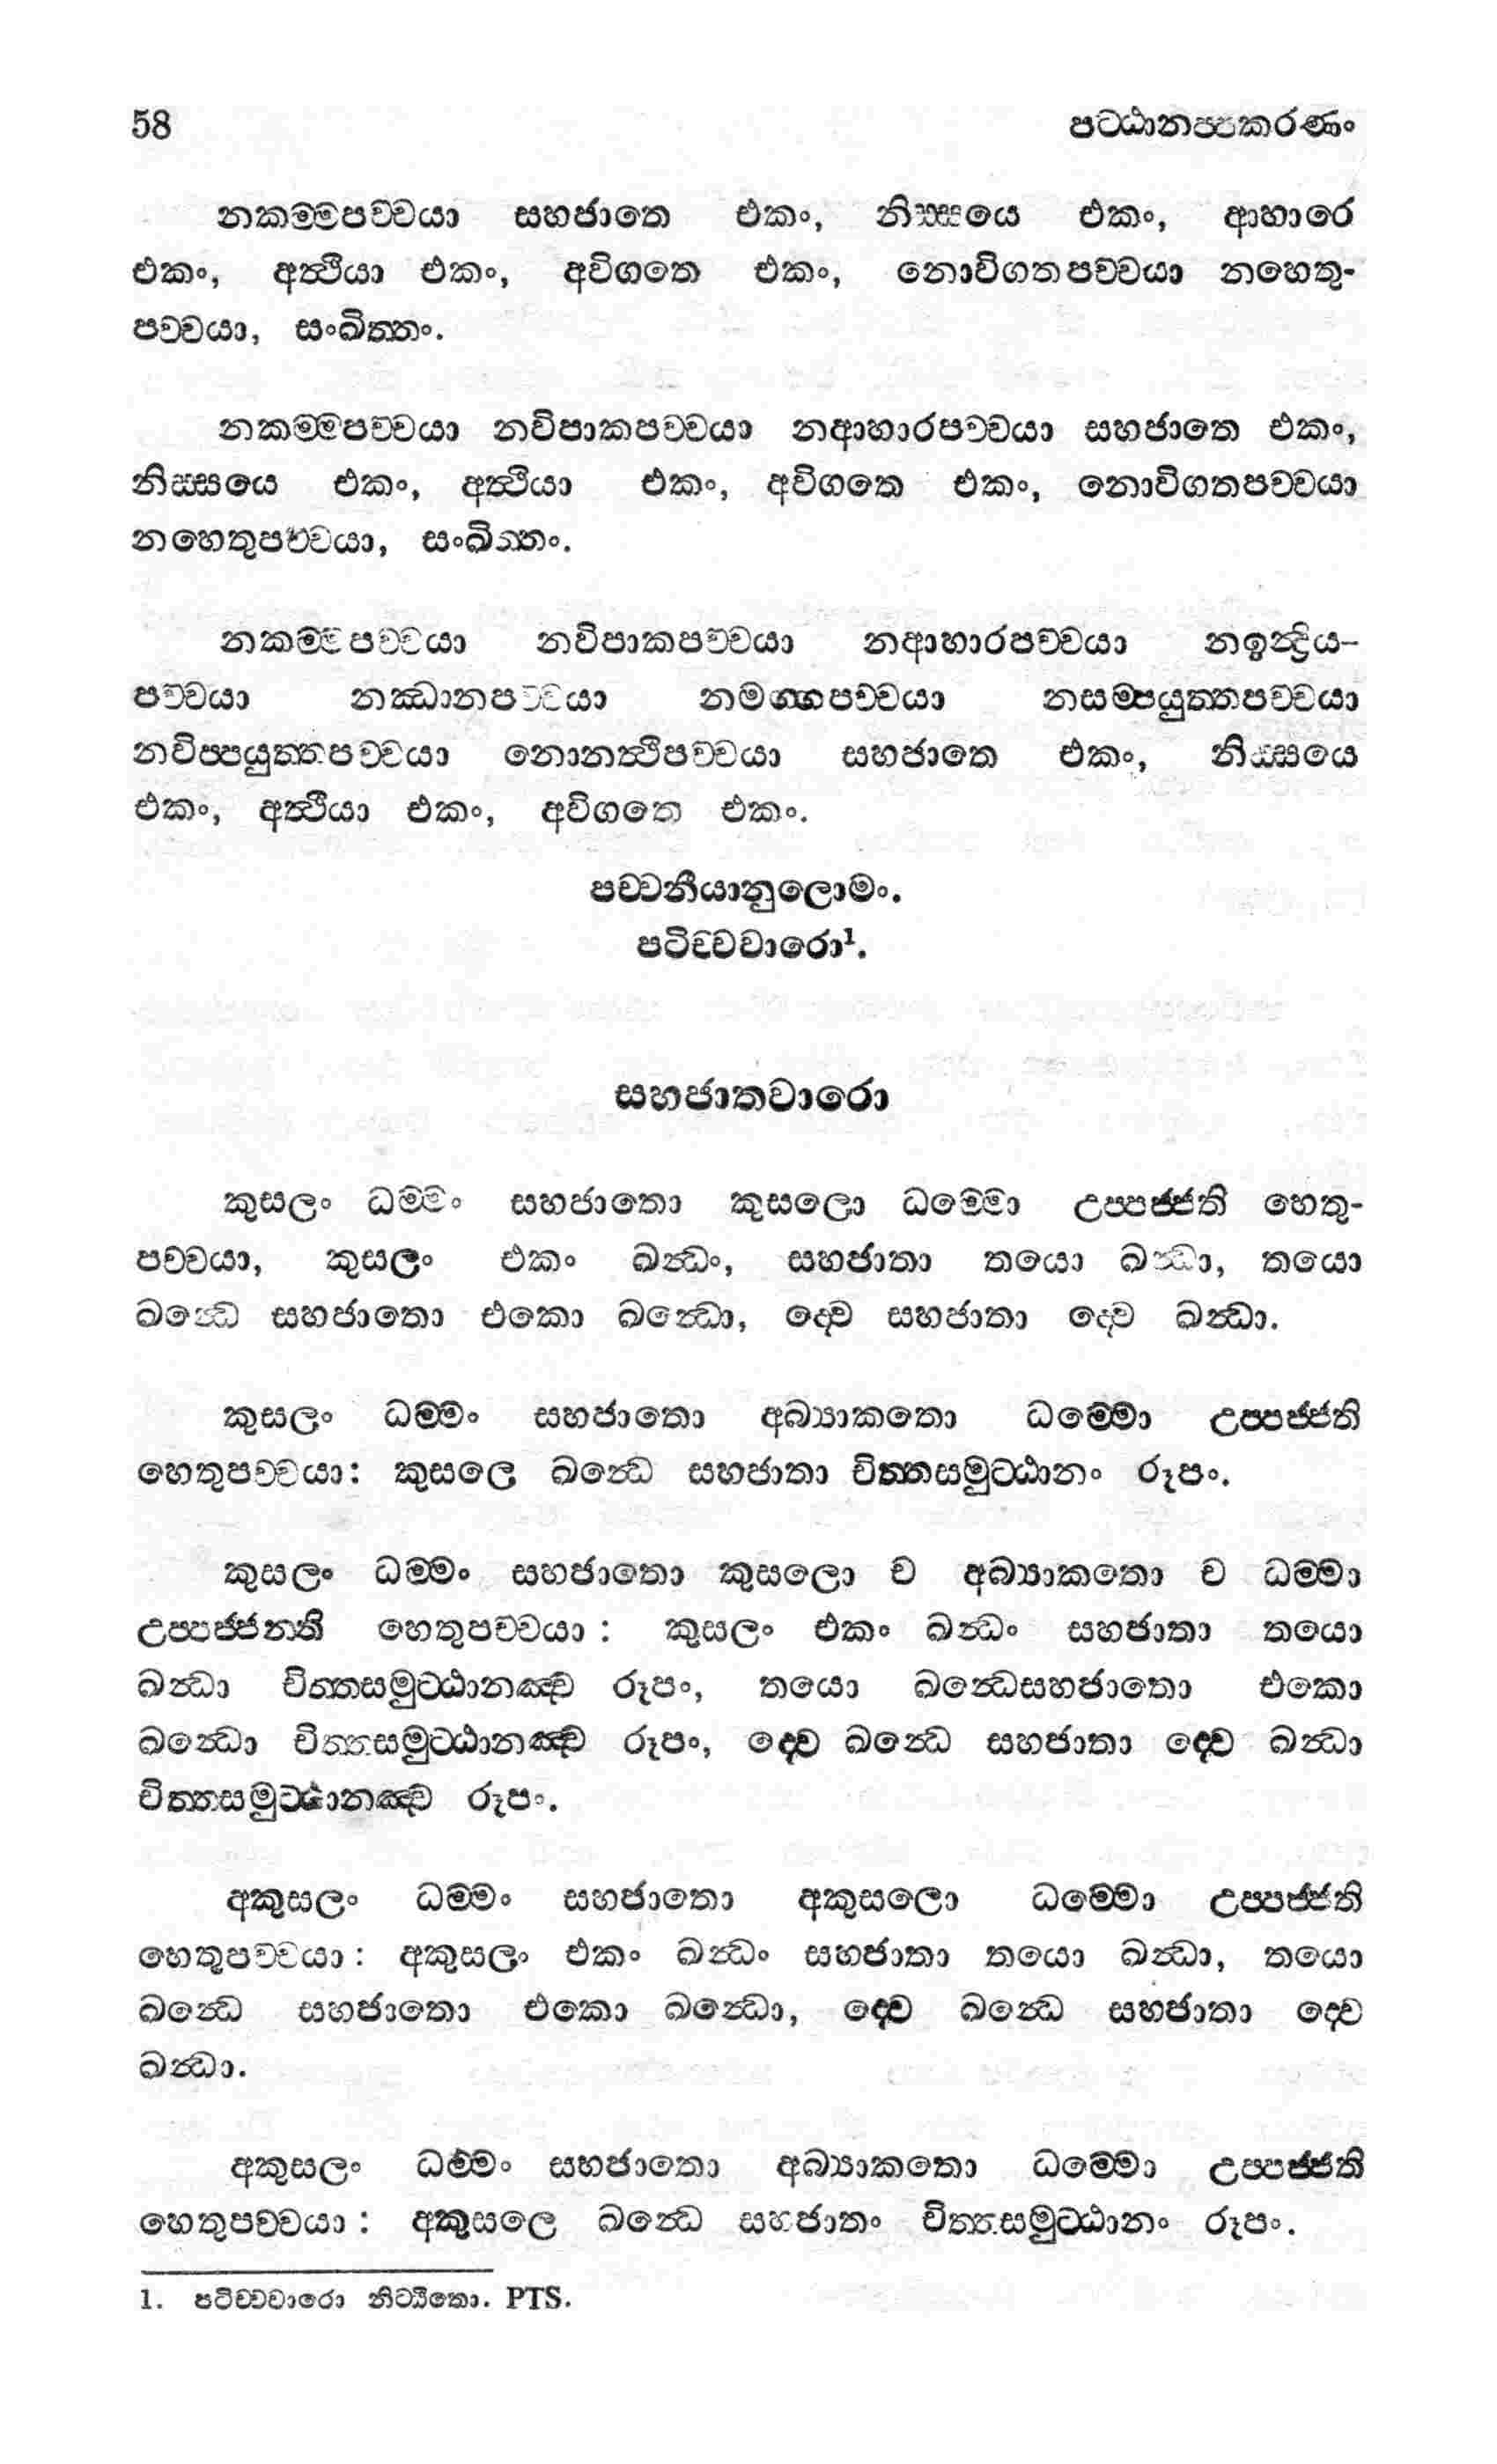 58 පට්ඨානප්පකරණං
නකම්මපච්චයා සහජාතෙ එකං, නිස්සයෙ එකං, ආහාරෙ
එකං, අත්ථියා එකං, අවිගතෙ එකං, නොවිගතපච්චයා නහෙතු-
පච්චයා, සංඛිත්තං.
නකම්මපච්චයා නවිපාකපච්චයා නආහාරපච්චයා සහජාතෙ එකං,
නිස්සයෙ එකං, අත්ථියා එකං, අවිගතෙ එකං, නොවිගතපච්චයා
නහෙතුපච්චයා, සංඛිත්තං.
නකම්මපච්චයා නවිපාකපච්චයා නආහාරපච්චයා නඉන්ද්‍රිය-
පච්චයා නඣානපච්චයා නමග්ගපච්චයා නසම්පයුත්තපච්චයා
නවිප්පයුත්තපච්චයා නොනත්ථිපච්චයා සහජාතෙ එකං, නිස්සයෙ
එකං, අත්ථියා එකං, අවිගතෙ එකං.
පච්චනීයානුලොමං.
පටිච්චවාරො1.
සහජාතවාරො
කුසලං ධම්මං සහජාතො කුසලො ධම්මො උප්පජ්ජති හෙතු-
පච්චයා, කුසලං එකං ඛන්ධං, සහජාතා තයො ඛන්ධා, තයො
ඛන්ධෙ සහජාතො එකො ඛන්ධො, ද්වෙ සහජාතා ද්වෙ ඛන්ධා.
කුසලං ධම්මං සහජාතො අබ්‍යාකතො ධම්මො උප්පජ්ජති
හෙතුපච්චයා: කුසලෙ ඛන්ධෙ සහජාතා චිත්තසමුට්ඨානං රූපං.
කුසලං ධම්මං සහජාතො කුසලො ච අබ්‍යාකතො ච ධම්මා
උප්පජ්ජන්ති හෙතුපච්චයා : කුසලං එකං ඛන්ධං සහජාතා තයො
ඛන්ධා චිත්තසමුට්ඨානඤ්ච රූපං, තයො ඛන්ධෙසහජාතො එකො
ඛන්ධො චිත්තසමුට්ඨානඤ්ච රූපං, ද්වෙ ඛන්ධෙ සහජාතා ද්වෙ ඛන්ධා
චිත්තසමුට්ඨානඤ්ච රූපං.
අකුසලං ධම්මං සහජාතො අකුසලො ධම්මො උප්පජ්ජති
හෙතුපච්චයා : අකුසලං එකං ඛන්ධං සහජාතා තයො ඛන්ධා, තයො
ඛන්ධෙ සහජාතො එකො ඛන්ධො, ද්වෙ ඛන්ධෙ සහජාතා ද්වෙ
ඛන්ධා.
අකුසලං ධම්මං සහජාතො අබ්‍යාකතො ධම්මො උප්පජ්ජති
හෙතුපච්චයා : අකුසලෙ ඛන්ධෙ සහජාතං චිත්තසමුට්ඨානං රූපං.
1. පටිච්චවාරො නිට්ඨිතො. PTS.